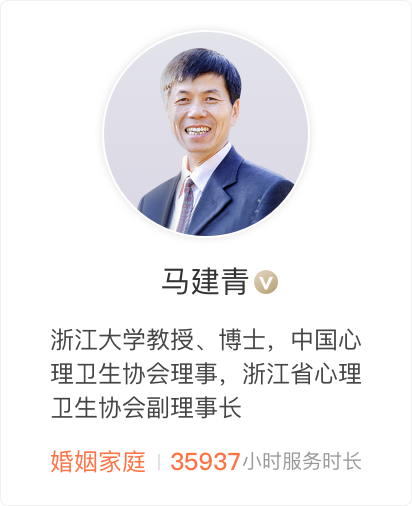 马建青
浙江大学教授、博士，中国心
理卫生协会理事，浙江省心理
卫生协会副理事长
婚姻家庭 | 35937小时服务时长